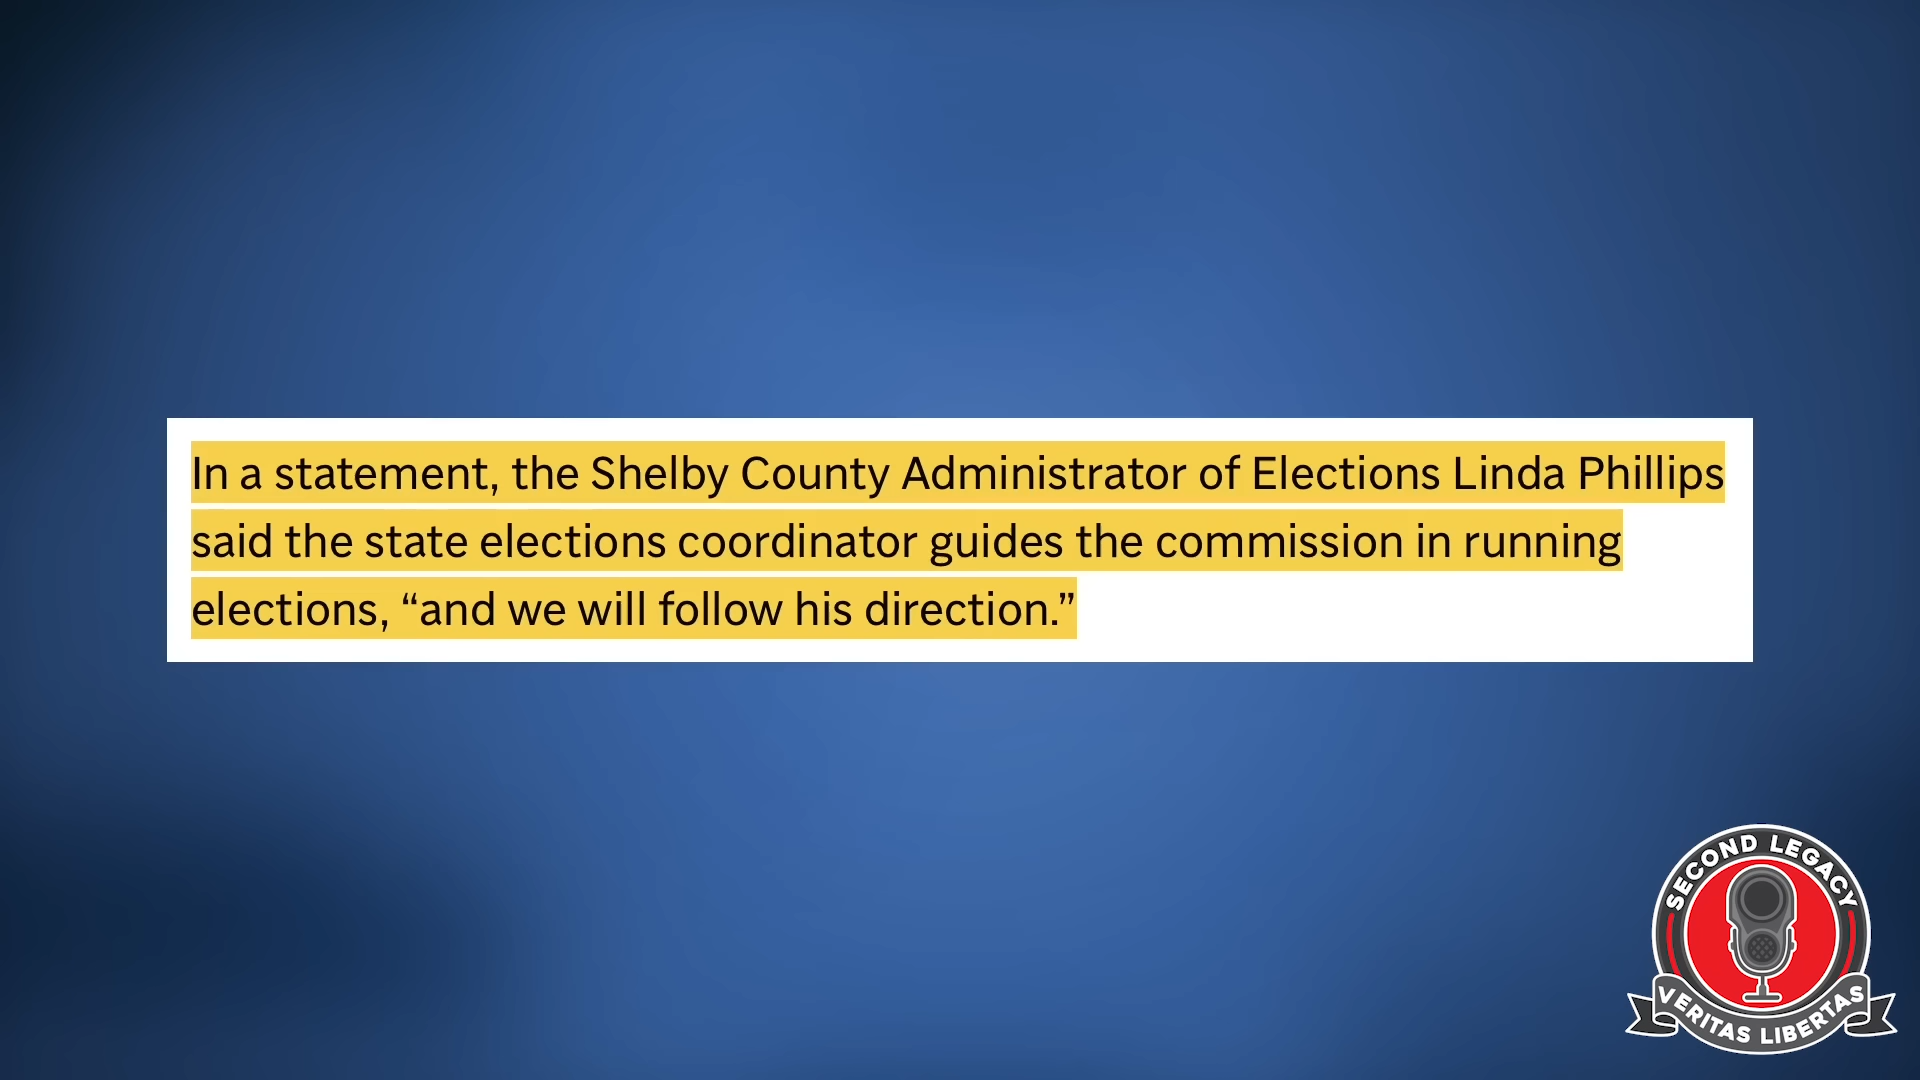 In a statement, the Shelby County Administrator of Elections Linda Phillips
said the state elections coordinator guides the commission in running
elections, “and we will follow his direction.”
SECOND LEGACY
VERITAS LIBERTAS